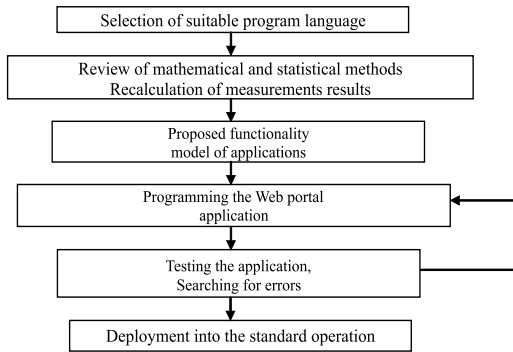 Selection of suitable program language
Review of mathematical and statistical methods
Recalculation of measurements results
Proposed functionality
model of applications
Programming the Web portal
application
Testing the application,
Searching for errors
Deployment into the standard operation